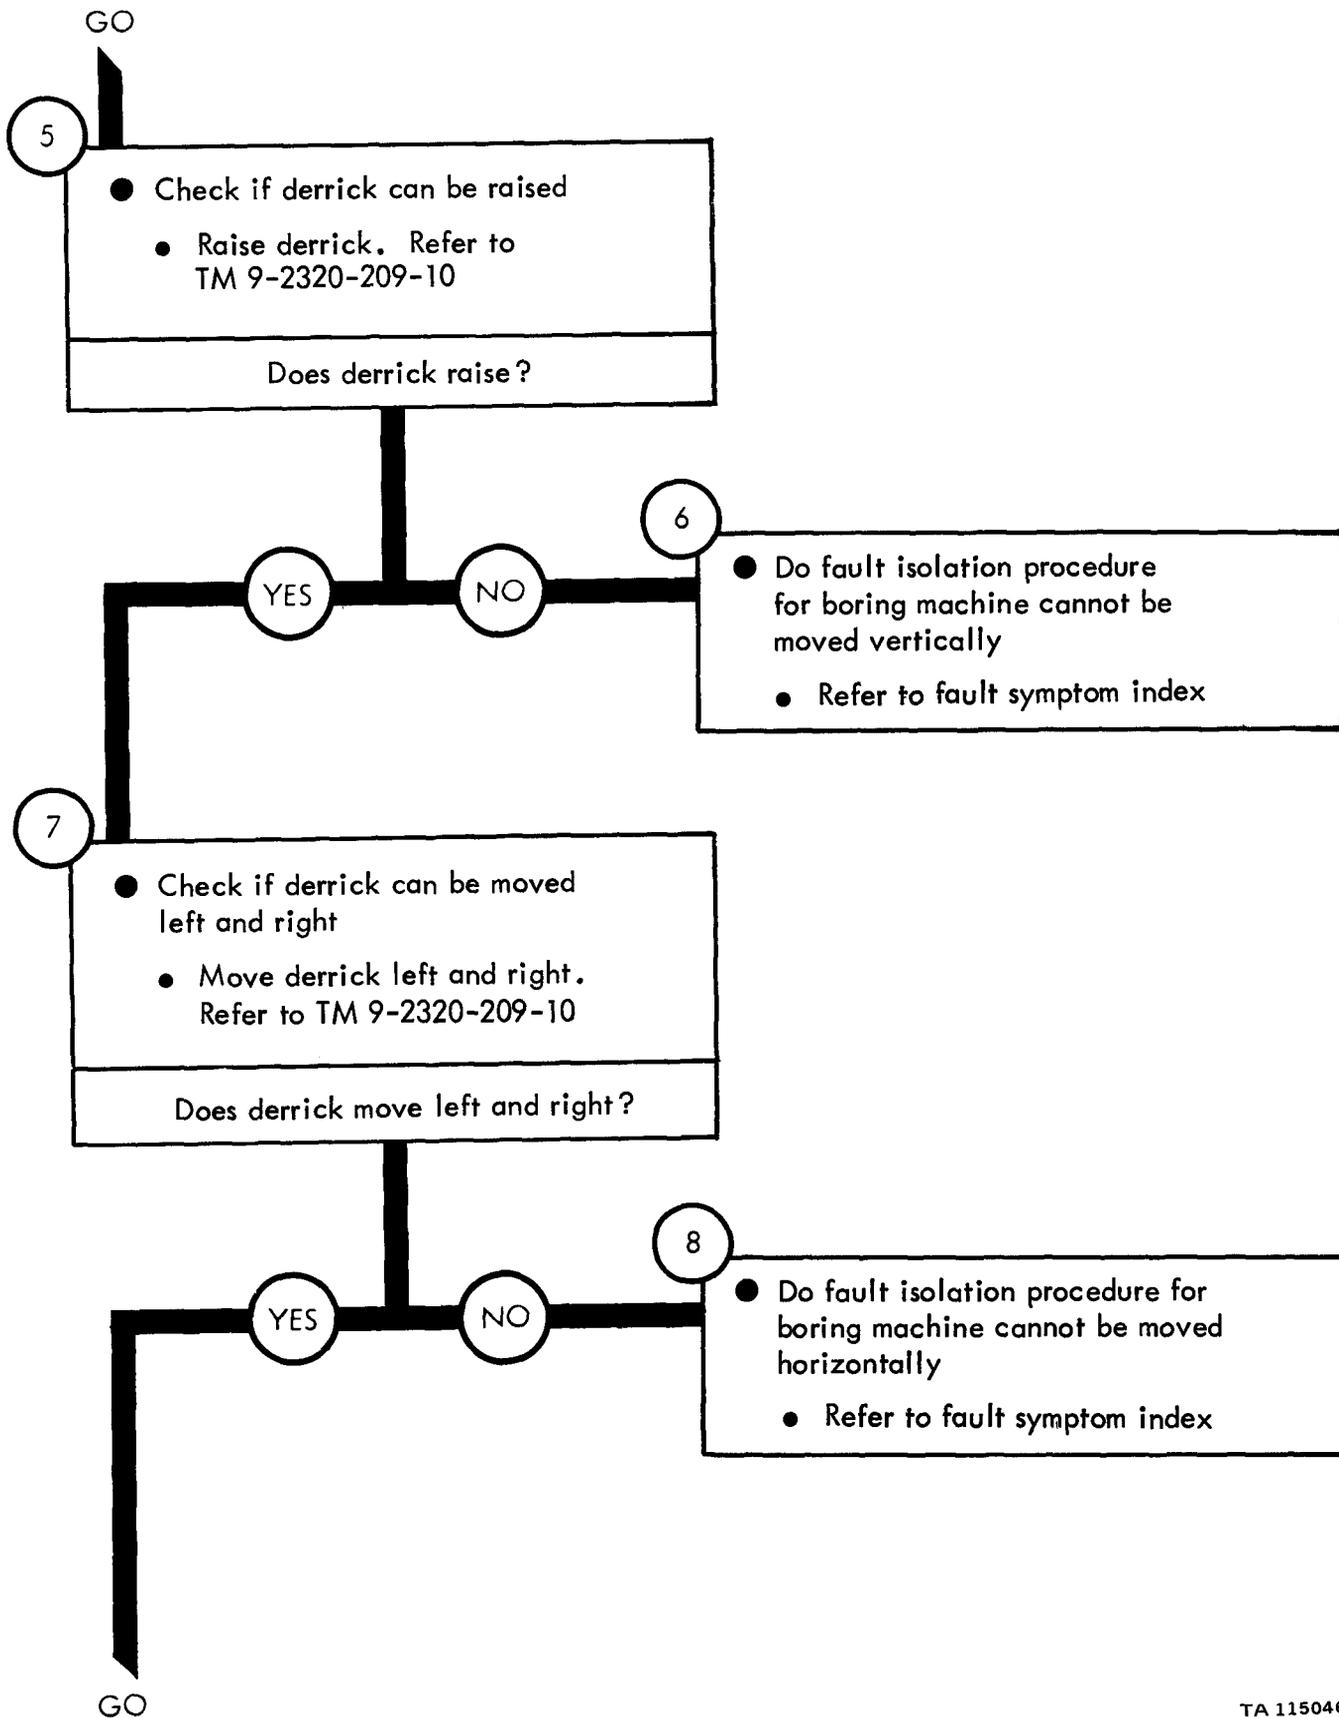 GO
5
● Check if derrick can be raised
● Raise derrick. Refer to
TM 9-2320-209-10
Does derrick raise?
YES
NO
6
● Do fault isolation procedure
for boring machine cannot be
moved vertically
● Refer to fault symptom index
7
● Check if derrick can be moved
left and right
● Move derrick left and right.
Refer to TM 9-2320-209-10
Does derrick move left and right?
YES
NO
8
● Do fault isolation procedure for
boring machine cannot be moved
horizontally
● Refer to fault symptom index
GO
TA 115046